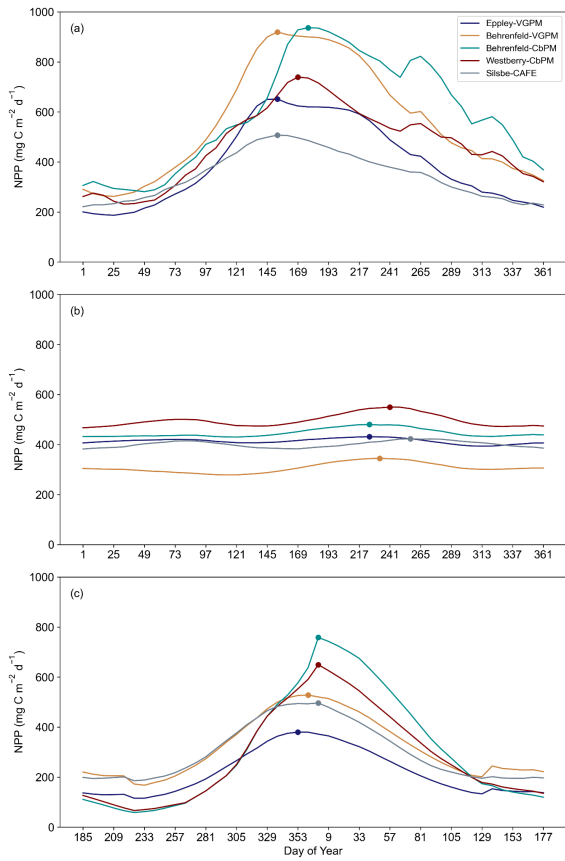 (a)
Eppley-VGPM
Behrenfeld-VGPM
Behrenfeld-CbPM
Westberry-CbPM
Silsbe-CAFE
NPP (mg C m⁻² d⁻¹)
1000
800
600
400
200
0
1 25 49 73 97 121 145 169 193 217 241 265 289 313 337 361
(b)
NPP (mg C m⁻² d⁻¹)
1000
800
600
400
200
0
1 25 49 73 97 121 145 169 193 217 241 265 289 313 337 361
(c)
NPP (mg C m⁻² d⁻¹)
1000
800
600
400
200
0
185 209 233 257 281 305 329 353 9 33 57 81 105 129 153 177
Day of Year